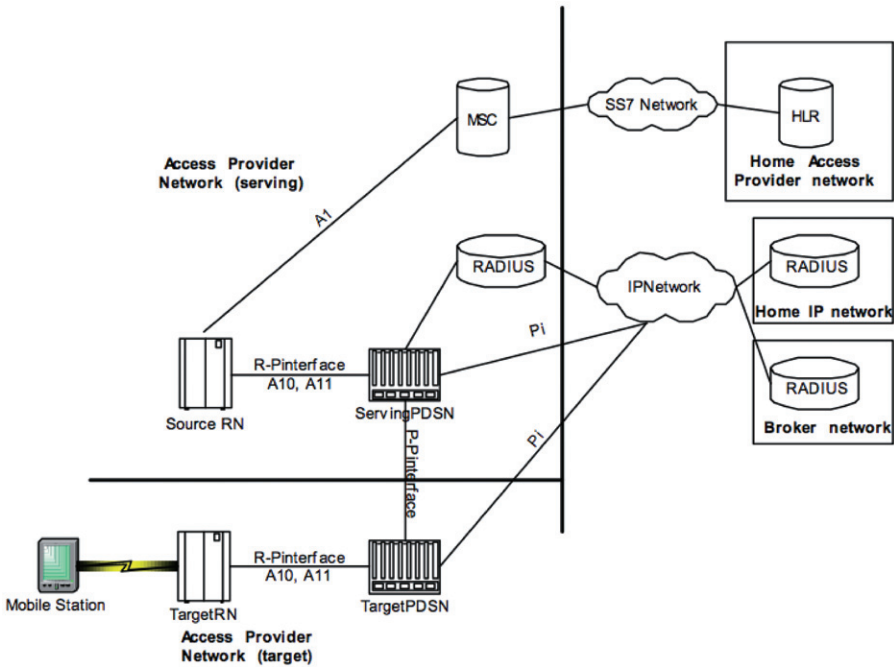 MSC
SS7 Network
HLR
Home Access
Provider network
Access Provider
Network (serving)
A1
RADIUS
IPNetwork
RADIUS
Home IP network
Pi
R-Pinterface
A10, A11
Source RN
ServingPDSN
RADIUS
Broker network
P-Pinterface
Pi
R-Pinterface
A10, A11
Mobile Station
TargetRN
TargetPDSN
Access Provider
Network (target)